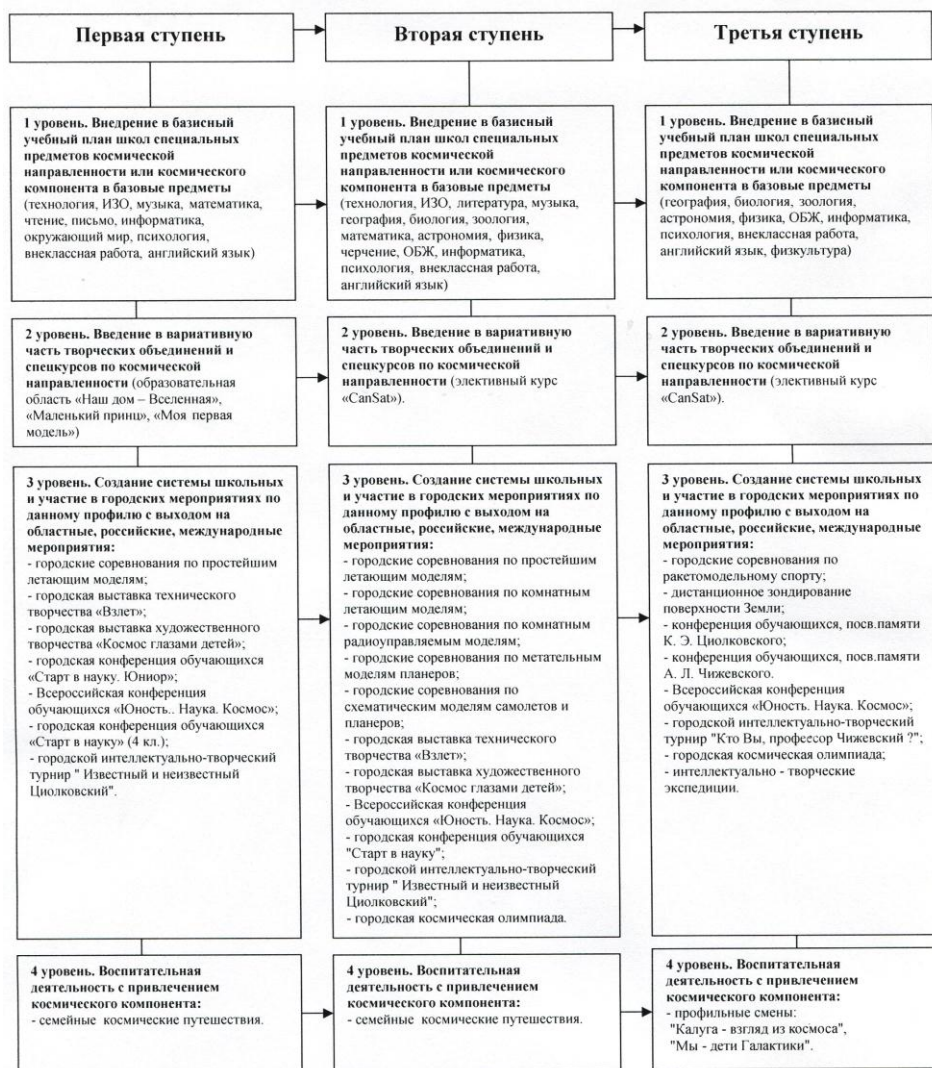 Первая ступень
Вторая ступень
Третья ступень
1 уровень. Внедрение в базисный
учебный план школ специальных
предметов космической
направленности или космического
компонента в базовые предметы
(технология, ИЗО, музыка, математика,
чтение, письмо, информатика,
окружающий мир, психология,
внеклассная работа, английский язык)
1 уровень. Внедрение в базисный
учебный план школ специальных
предметов космической
направленности или космического
компонента в базовые предметы
(технология, ИЗО, литература, музыка,
география, биология, зоология,
математика, астрономия, физика,
черчение, ОБЖ, информатика,
психология, внеклассная работа,
английский язык)
1 уровень. Внедрение в базисный
учебный план школ специальных
предметов космической
направленности или космического
компонента в базовые предметы
(география, биология, зоология,
астрономия, физика, ОБЖ, информатика,
психология, внеклассная работа,
английский язык, физкультура)
2 уровень. Введение в вариативную
часть творческих объединений и
спецкурсов по космической
направленности (образовательная
область «Наш дом – Вселенная»,
«Маленький принц», «Моя первая
модель»)
2 уровень. Введение в вариативную
часть творческих объединений и
спецкурсов по космической
направленности (элективный курс
«CanSat»).
2 уровень. Введение в вариативную
часть творческих объединений и
спецкурсов по космической
направленности (элективный курс
«CanSat»).
3 уровень. Создание системы школьных
и участие в городских мероприятиях по
данному профилю с выходом на
областные, российские, международные
мероприятия:
- городские соревнования по простейшим
летающим моделям;
- городская выставка технического
творчества «Взлет»;
- городская выставка художественного
творчества «Космос глазами детей»;
- городская конференция обучающихся
«Старт в науку. Юниор»;
- Всероссийская конференция
обучающихся «Юность.. Наука. Космос»;
- городская конференция обучающихся
«Старт в науку» (4 кл.);
- городской интеллектуально-творческий
турнир " Известный и неизвестный
Циолковский".
3 уровень. Создание системы школьных
и участие в городских мероприятиях по
данному профилю с выходом на
областные, российские, международные
мероприятия:
- городские соревнования по простейшим
летающим моделям;
- городские соревнования по комнатным
летающим моделям;
- городские соревнования по комнатным
радиоуправляемым моделям;
- городские соревнования по метательным
моделям планеров;
- городские соревнования по
схематическим моделям самолетов и
планеров;
- городская выставка технического
творчества «Взлет»;
- городская выставка художественного
творчества «Космос глазами детей»;
- Всероссийская конференция
обучающихся «Юность. Наука. Космос»;
- городская конференция обучающихся
"Старт в науку";
- городской интеллектуально-творческий
турнир " Известный и неизвестный
Циолковский";
- городская космическая олимпиада.
3 уровень. Создание системы школьных
и участие в городских мероприятиях по
данному профилю с выходом на
областные, российские, международные
мероприятия:
- городские соревнования по
ракетомодельному спорту;
- дистанционное зондирование
поверхности Земли;
- конференция обучающихся, посв.памяти
К. Э. Циолковского;
- конференция обучающихся, посв.памяти
А. Л. Чижевского.
- Всероссийская конференция
обучающихся «Юность. Наука. Космос»;
- городской интеллектуально-творческий
турнир "Кто Вы, профессор Чижевский ?";
- городская космическая олимпиада;
- интеллектуально - творческие
экспедиции.
4 уровень. Воспитательная
деятельность с привлечением
космического компонента:
- семейные космические путешествия.
4 уровень. Воспитательная
деятельность с привлечением
космического компонента:
- семейные космические путешествия.
4 уровень. Воспитательная
деятельность с привлечением
космического компонента:
- профильные смены:
"Калуга - взгляд из космоса",
"Мы - дети Галактики".